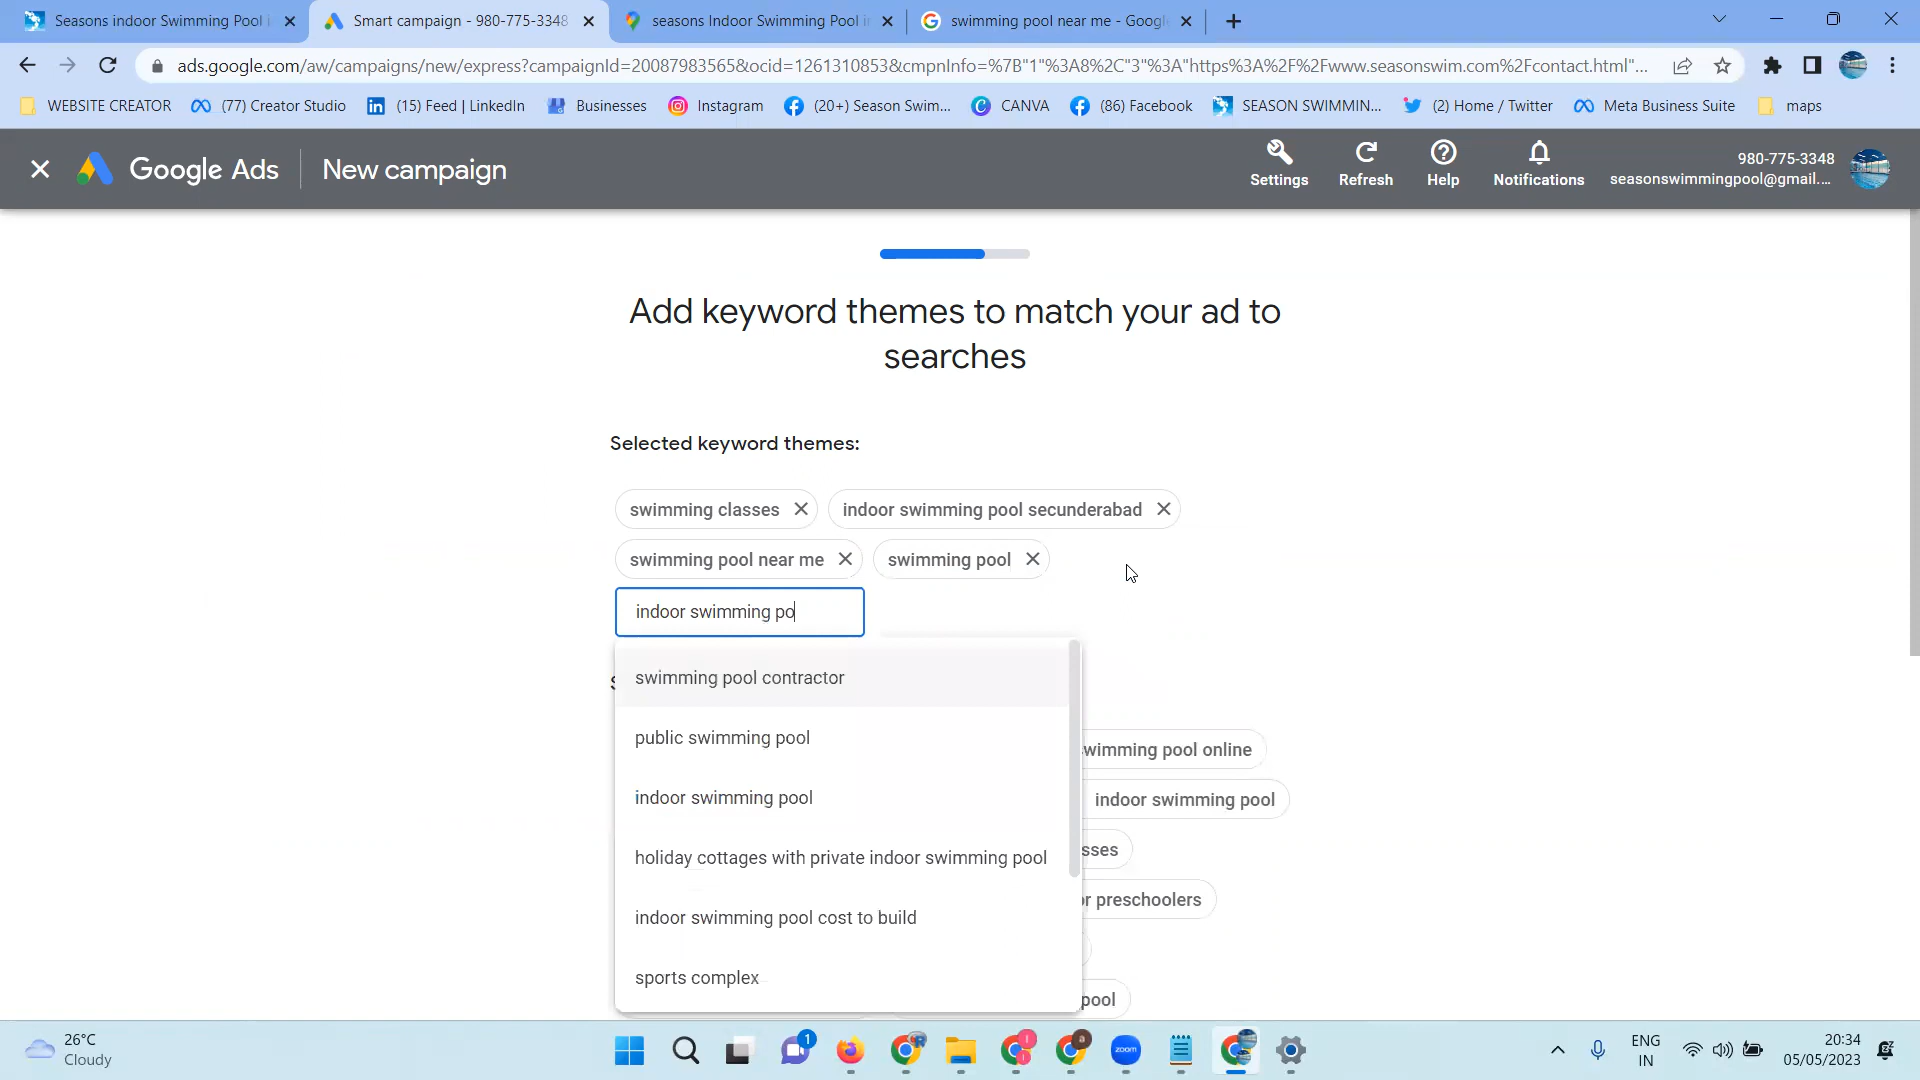 Seasons indoor Swimming Pool i
Smart campaign - 980-775-3348
seasons Indoor Swimming Pool i
swimming pool near me - Googl
ads.google.com/aw/campaigns/new/express?campaignId=20087983565&ocid=1261310853&cmpnInfo=%7B"1"%3A8%2C"3"%3A"https%3A%2F%2Fwww.seasonswim.com%2Fcontact.html"...
WEBSITE CREATOR
(77) Creator Studio
(15) Feed | LinkedIn
Businesses
Instagram
(20+) Season Swim...
CANVA
(86) Facebook
SEASON SWIMMIN...
(2) Home / Twitter
Meta Business Suite
maps
Google Ads
New campaign
Settings
Refresh
Help
Notifications
980-775-3348
seasonswimmingpool@gmail....
Add keyword themes to match your ad to
searches
Selected keyword themes:
swimming classes
indoor swimming pool secunderabad
swimming pool near me
swimming pool
indoor swimming po
swimming pool contractor
public swimming pool
indoor swimming pool
holiday cottages with private indoor swimming pool
indoor swimming pool cost to build
sports complex
swimming pool online
indoor swimming pool
sses
or preschoolers
pool
26°C
Cloudy
1
zoom
ENG
IN
20:34
05/05/2023